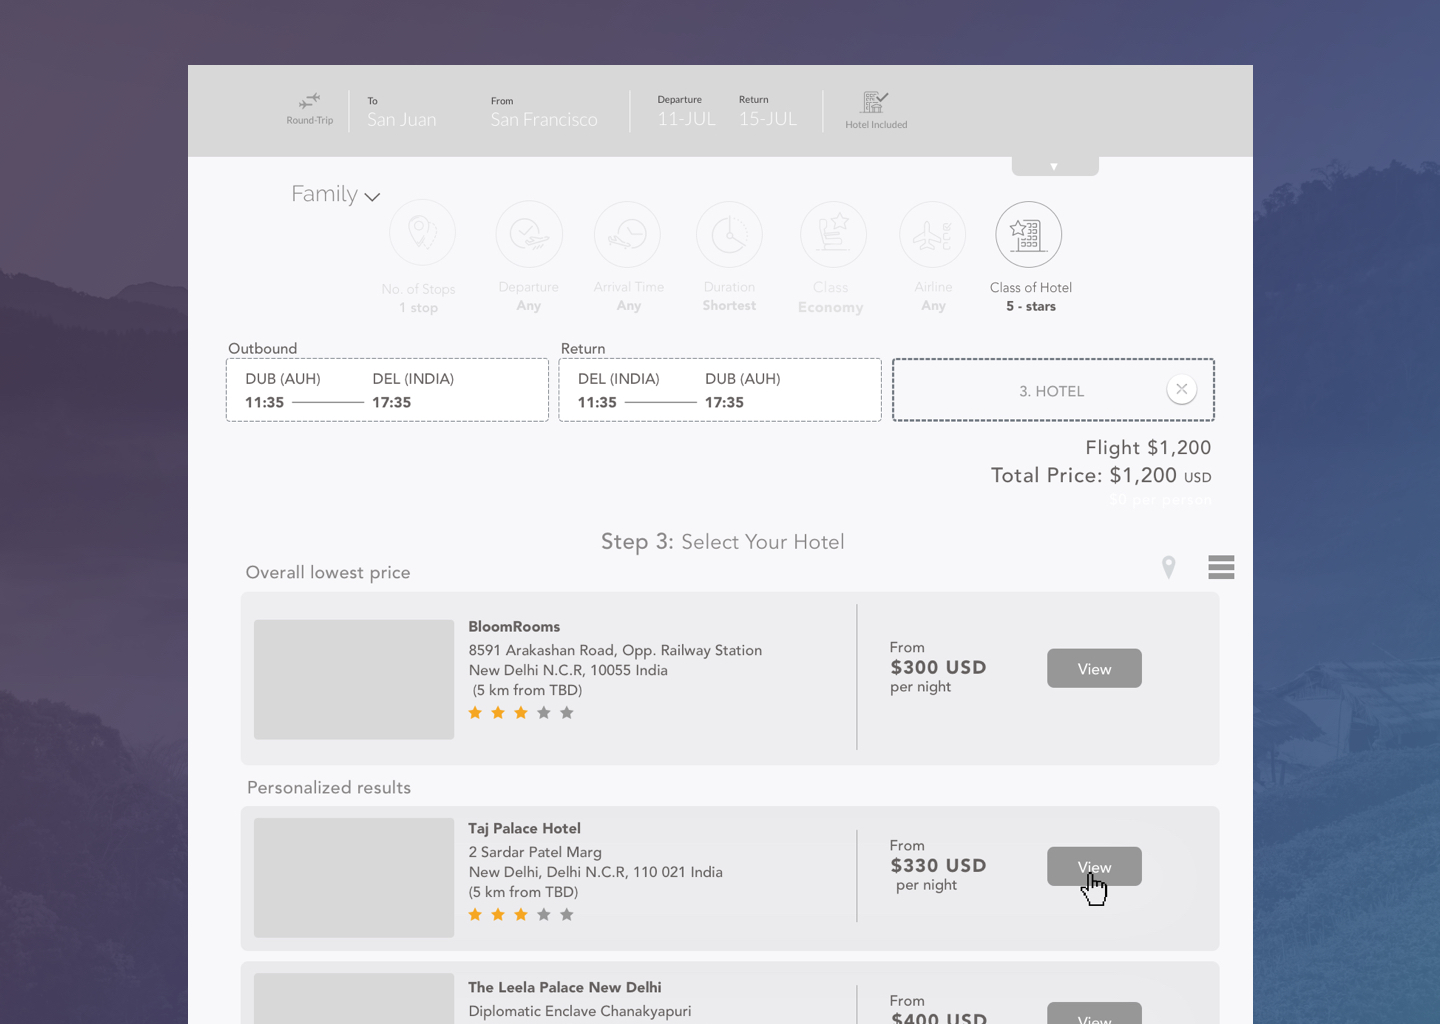 Round-Trip
To
San Juan
From
San Francisco
Departure
11-JUL
Return
15-JUL
Hotel Included
Family
No. of Stops
1 stop
Departure
Any
Arrival Time
Any
Duration
Shortest
Class
Economy
Airline
Any
Class of Hotel
5 - stars
Outbound
DUB (AUH) DEL (INDIA)
11:35 17:35
Return
DEL (INDIA) DUB (AUH)
11:35 17:35
3. HOTEL
Flight $1,200
Total Price: $1,200 USD
$0 per person
Step 3: Select Your Hotel
Overall lowest price
BloomRooms
8591 Arakashan Road, Opp. Railway Station
New Delhi N.C.R, 10055 India
(5 km from TBD)
From
$300 USD
per night
View
Personalized results
Taj Palace Hotel
2 Sardar Patel Marg
New Delhi, Delhi N.C.R, 110 021 India
(5 km from TBD)
From
$330 USD
per night
View
The Leela Palace New Delhi
Diplomatic Enclave Chanakyapuri
From
$400 USD
View